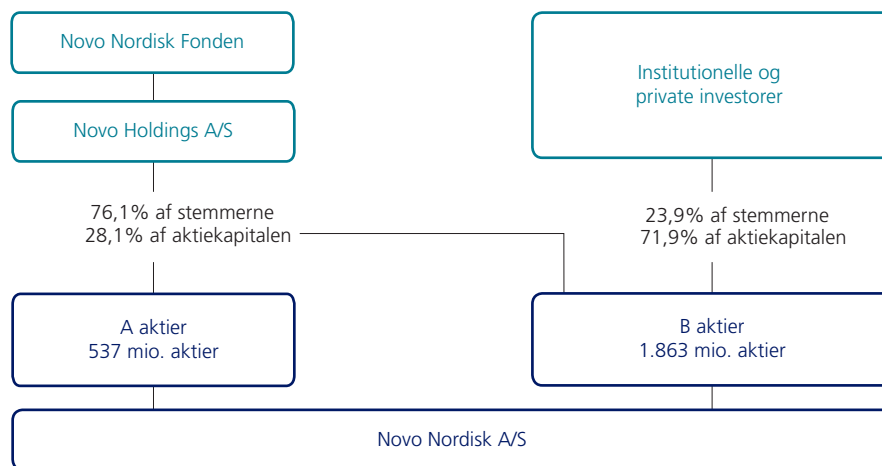 Novo Nordisk Fonden
Novo Holdings A/S
Institutionelle og
private investorer
76,1% af stemmerne
28,1% af aktiekapitalen
23,9% af stemmerne
71,9% af aktiekapitalen
A aktier
537 mio. aktier
B aktier
1.863 mio. aktier
Novo Nordisk A/S